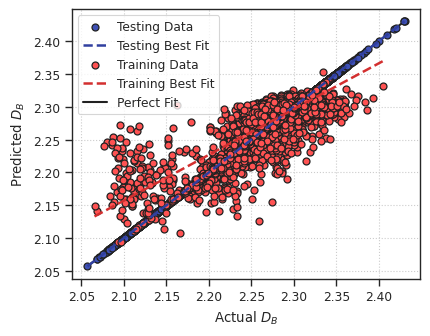 Testing Data
Testing Best Fit
Training Data
Training Best Fit
Perfect Fit
Predicted D_B
2.40
2.35
2.30
2.25
2.20
2.15
2.10
2.05
2.05 2.10 2.15 2.20 2.25 2.30 2.35 2.40
Actual D_B